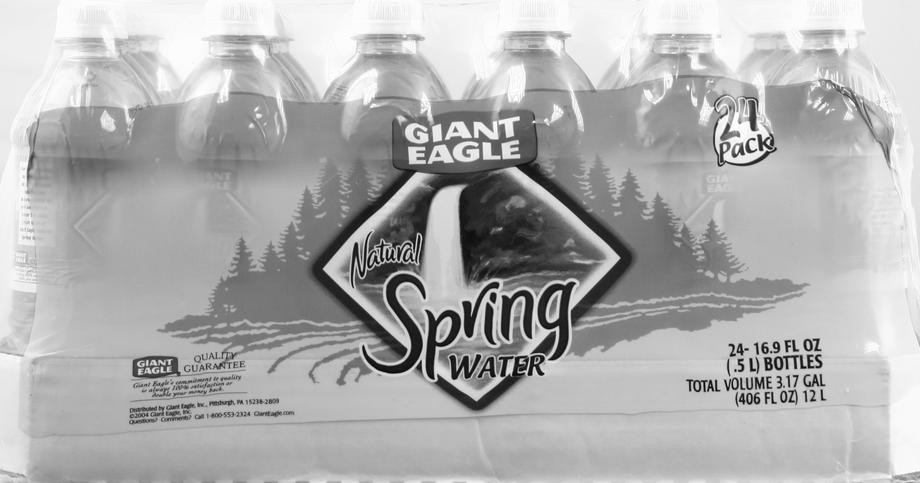 GIANT
EAGLE
24
Pack
Natural
Spring
WATER
24- 16.9 FL OZ
(.5 L) BOTTLES
TOTAL VOLUME 3.17 GAL
(406 FL OZ) 12 L
GIANT
EAGLE
QUALITY
GUARANTEE
Giant Eagle's commitment to quality
is always 100% satisfaction or
double your money back.
Distributed by Giant Eagle, Inc., Pittsburgh, PA 15238-2809
©2004 Giant Eagle, Inc.
Questions? Comments? Call 1-800-553-2324 GiantEagle.com